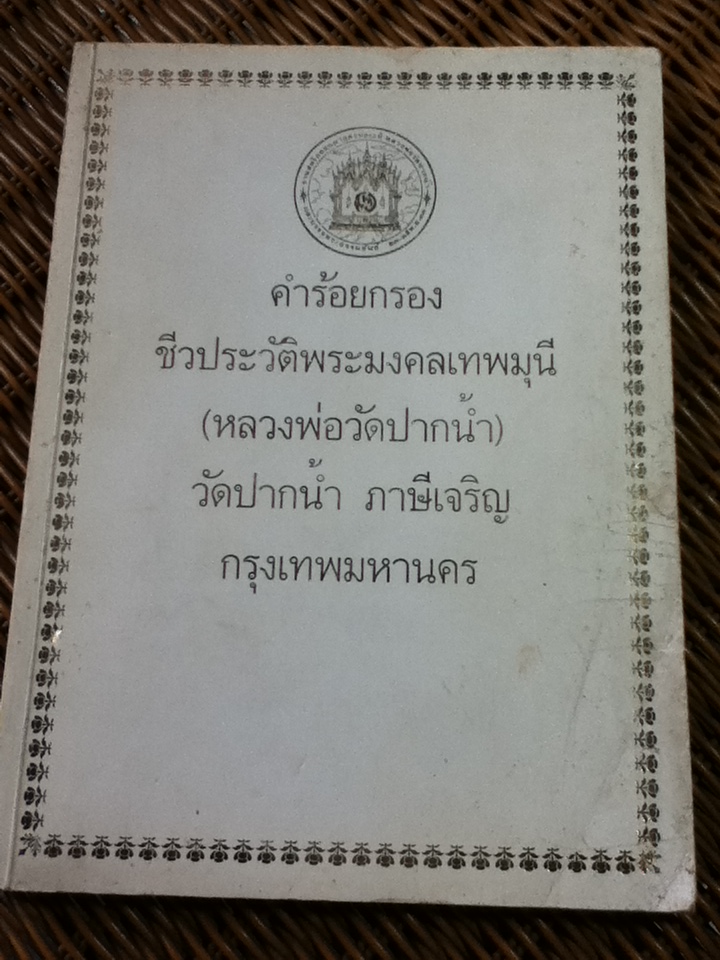 คำร้อยกรอง
ชีวประวัติพระมงคลเทพมุนี
(หลวงพ่อวัดปากน้ำ)
วัดปากน้ำ ภาษีเจริญ
กรุงเทพมหานคร